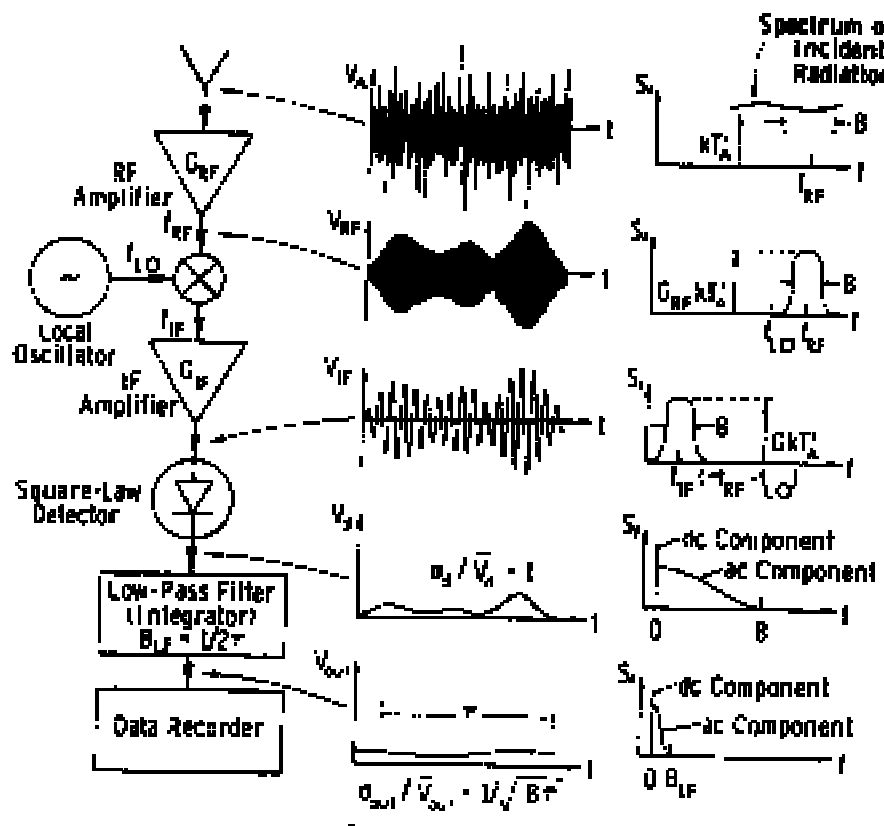 Spectrum o
Incident
Radiation
V_A
t
S_v
kT'_A
B
f_RF
f
G_RF
RF
Amplifier
f_RF
V_RF
t
S_v
G_RF kT'_A
B
f_LO
f_RF
f
f_LO
~
Local
Oscillator
f_IF
G_IF
IF
Amplifier
V_IF
t
S_v
B
GkT'_A
f_IF
f_RF
f_LO
f
Square-Law
Detector
V_d
σ_d / V̄_d = 1
t
S_v
dc Component
ac Component
0
B
f
Low-Pass Filter
(Integrator)
B_LF = 1/2τ
V_out
τ
t
S_v
dc Component
ac Component
0 B_LF
f
Data Recorder
σ_out / V̄_out = 1/√Bτ